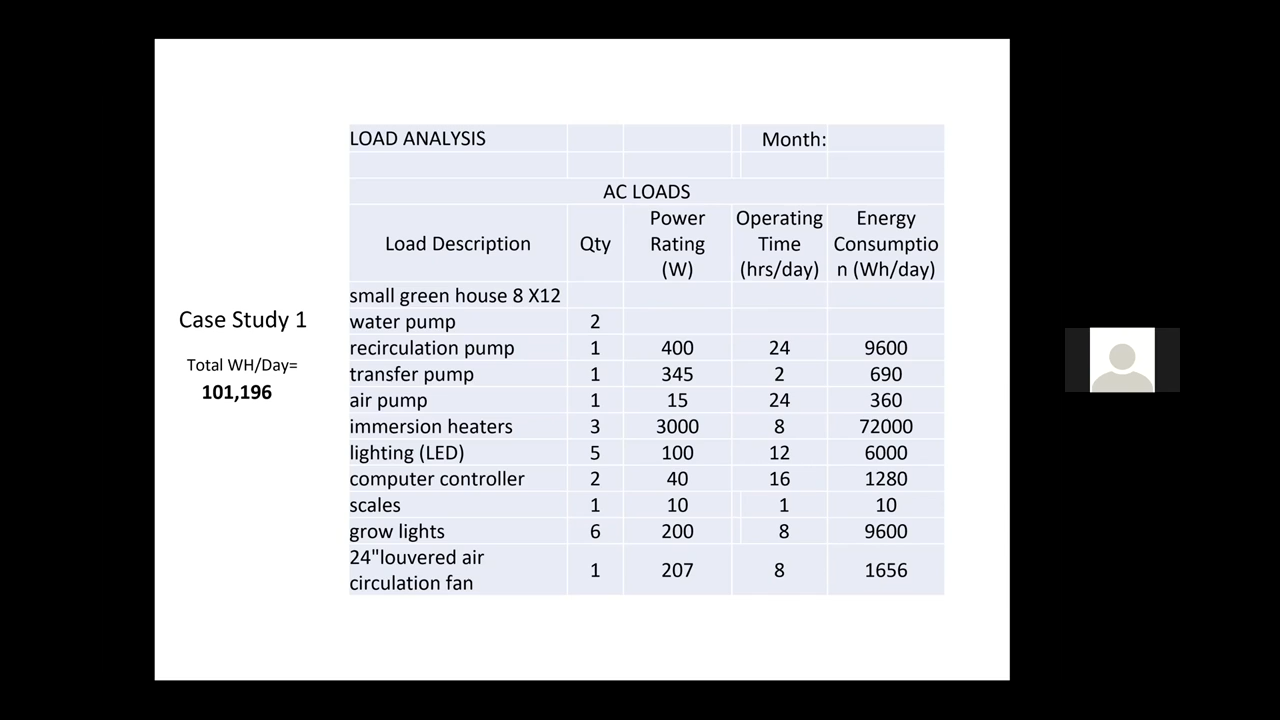 LOAD ANALYSIS Month:
AC LOADS
Load Description Qty Power Rating (W) Operating Time (hrs/day) Energy Consumptio n (Wh/day)
small green house 8 X12
water pump 2
recirculation pump 1 400 24 9600
transfer pump 1 345 2 690
air pump 1 15 24 360
immersion heaters 3 3000 8 72000
lighting (LED) 5 100 12 6000
computer controller 2 40 16 1280
scales 1 10 1 10
grow lights 6 200 8 9600
24"louvered air circulation fan 1 207 8 1656
Case Study 1
Total WH/Day=
101,196